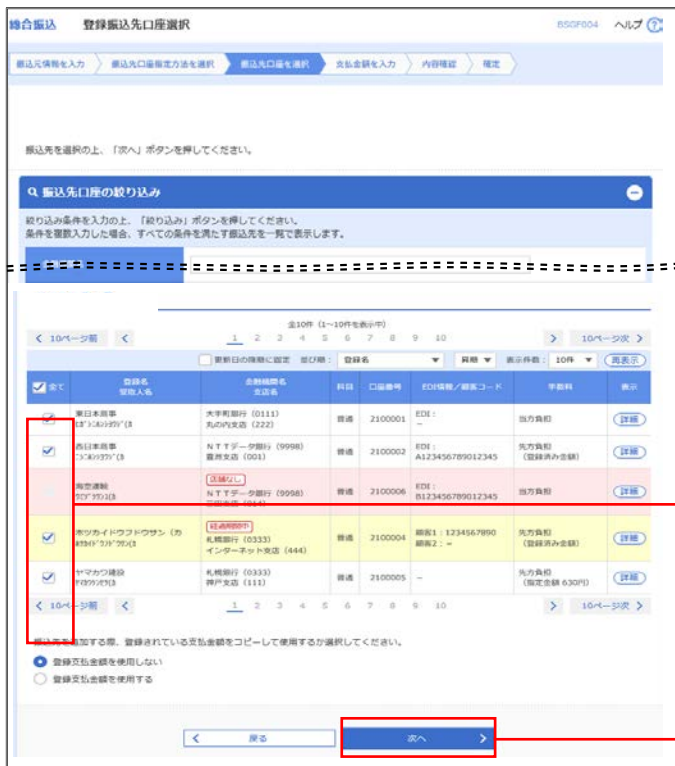 総合振込 登録振込先口座選択 BSGF004 ヘルプ ?
振込元情報を入力 振込先口座指定方法を選択 振込先口座を選択 支払金額を入力 内容確認 確定
振込先を選択の上、「次へ」ボタンを押してください。
振込先口座の絞り込み
絞り込み条件を入力の上、「絞り込み」ボタンを押してください。
条件を複数入力した場合、すべての条件を満たす振込先を一覧で表示します。
全10件（1～10件を表示中）
10ページ前 1 2 3 4 5 6 7 8 9 10 10ページ次
更新日の降順に固定 並び順： 登録名 昇順 表示件数： 10件 再表示
全て 登録名 受取人名 金融機関名 支店名 科目 口座番号 EDI情報／顧客コード 手数料 表示
東日本商事 大手町銀行（0111） 丸の内支店（222） 普通 2100001 EDI： － 当方負担 詳細
西日本商事 NTTデータ銀行（9998） 豊洲支店（001） 普通 2100002 EDI： A123456789012345 先方負担 （登録済み金額） 詳細
海空運輸 店舗なし NTTデータ銀行（9998） 普通 2100006 EDI： B123456789012345 当方負担 詳細
ホツカイドウフドウサン（カ 経過期間中 札幌銀行（0333） インターネット支店（444） 普通 2100004 顧客1：1234567890 顧客2：－ 先方負担 （登録済み金額） 詳細
ヤマカワ建設 札幌銀行（0333） 神戸支店（111） 普通 2100005 － 先方負担 （指定金額 630円） 詳細
10ページ前 1 2 3 4 5 6 7 8 9 10 10ページ次
振込先を追加する際、登録されている支払金額をコピーして使用するか選択してください。
登録支払金額を使用しない
登録支払金額を使用する
戻る 次へ